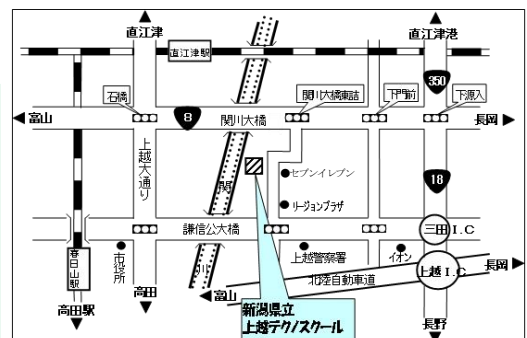 直江津
直江津港
直江津駅
350
石橋
関川大橋東詰
下門前
下源入
富山
8
関川大橋
長岡
上越大通り
関
セブンイレブン
リージョンプラザ
18
謙信公大橋
三田I.C
春日山駅
市役所
川
上越警察署
イオン
上越I.C
長岡
北陸自動車道
富山
高田駅
高田
新潟県立
上越テクノスクール
長野